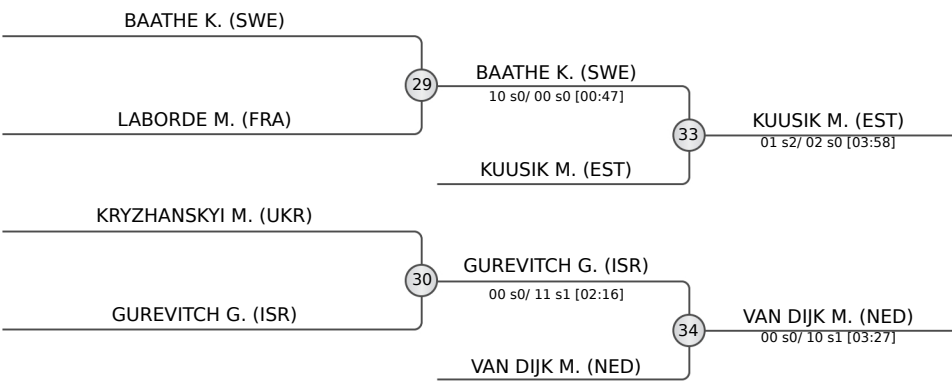 BAATHE K. (SWE)
29
LABORDE M. (FRA)
BAATHE K. (SWE)
10 s0/ 00 s0 [00:47]
33
KUUSIK M. (EST)
KUUSIK M. (EST)
01 s2/ 02 s0 [03:58]
KRYZHANSKYI M. (UKR)
30
GUREVITCH G. (ISR)
GUREVITCH G. (ISR)
00 s0/ 11 s1 [02:16]
34
VAN DIJK M. (NED)
VAN DIJK M. (NED)
00 s0/ 10 s1 [03:27]